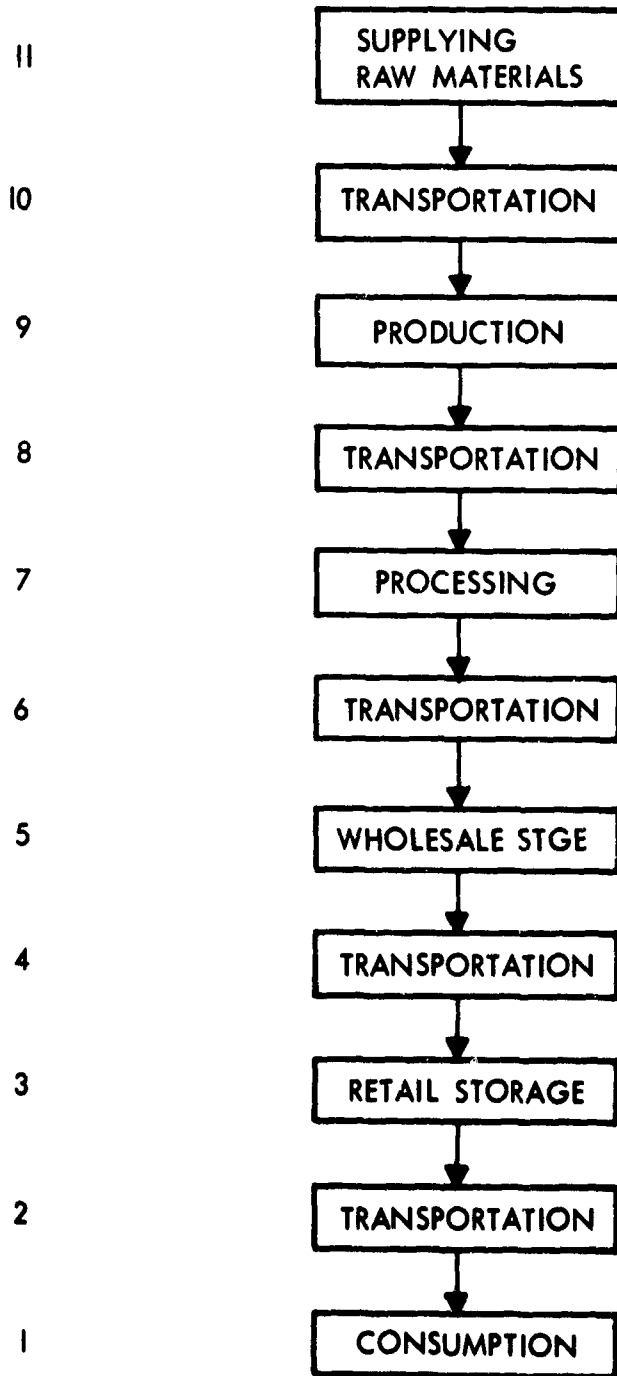 11 SUPPLYING
RAW MATERIALS
10 TRANSPORTATION
9 PRODUCTION
8 TRANSPORTATION
7 PROCESSING
6 TRANSPORTATION
5 WHOLESALE STGE
4 TRANSPORTATION
3 RETAIL STORAGE
2 TRANSPORTATION
1 CONSUMPTION